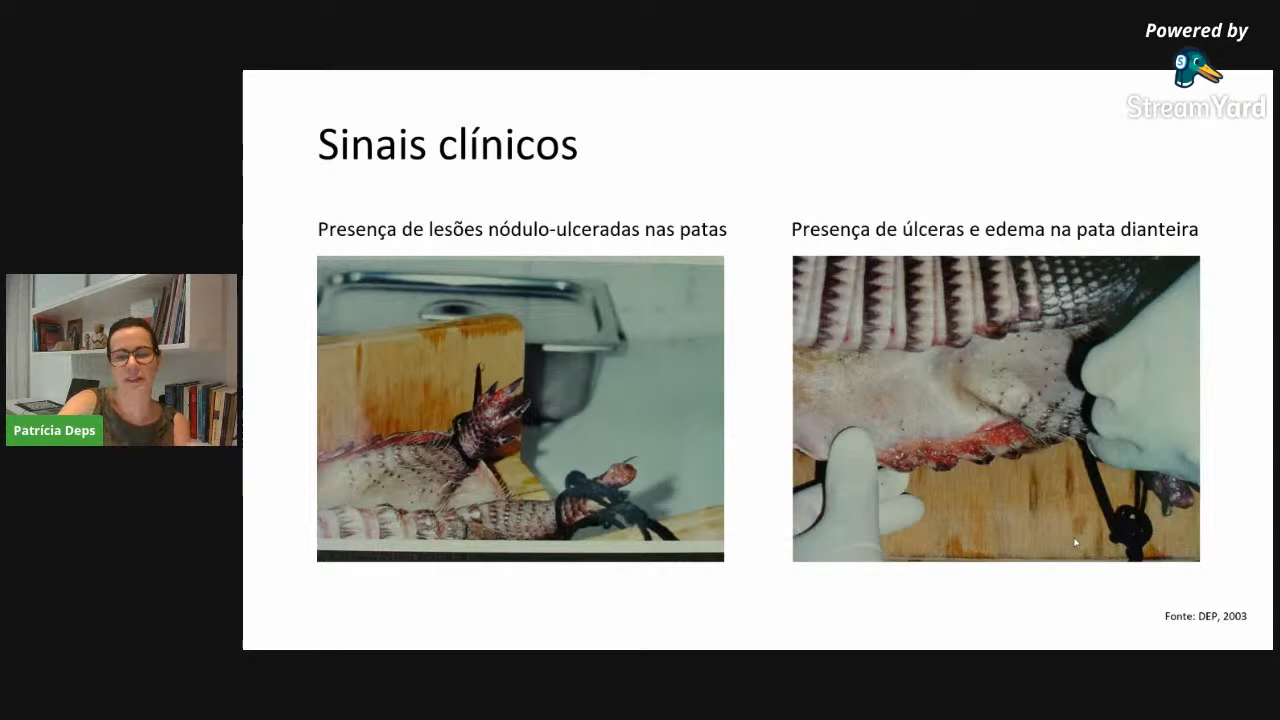 Powered by
StreamYard
Sinais clínicos
Presença de lesões nódulo-ulceradas nas patas
Presença de úlceras e edema na pata dianteira
Patrícia Deps
Fonte: DEP, 2003